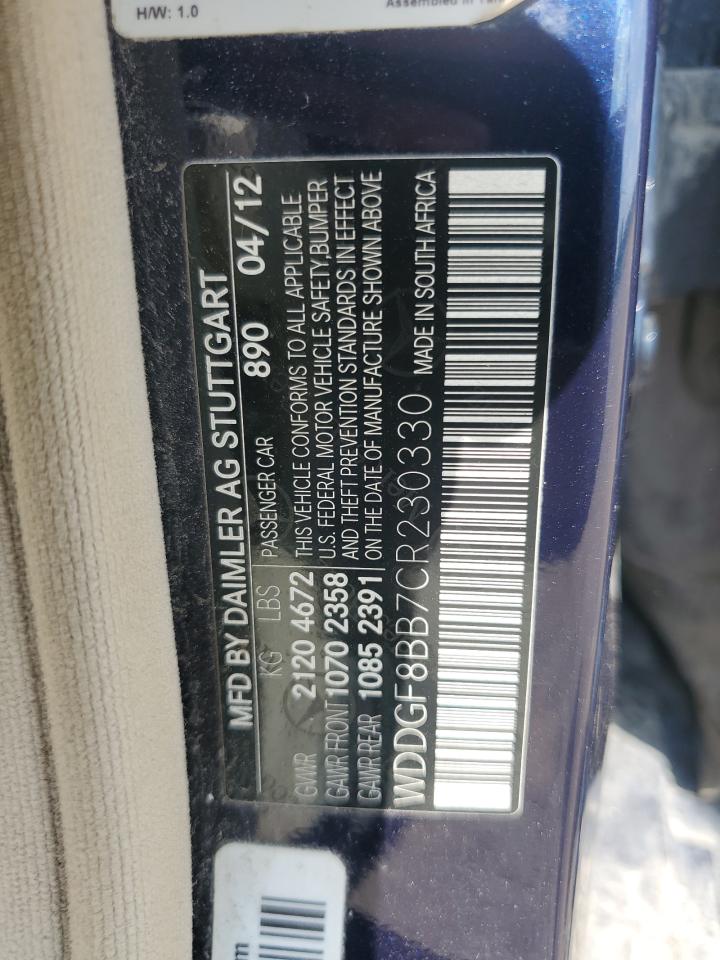 H/W: 1.0
Assembled in
MFD BY DAIMLER AG STUTTGART
KG LBS 890 04/12
PASSENGER CAR
GVWR 2120 4672
GAWR FRONT 1070 2358
GAWR REAR 1085 2391
THIS VEHICLE CONFORMS TO ALL APPLICABLE
U.S. FEDERAL MOTOR VEHICLE SAFETY,BUMPER
AND THEFT PREVENTION STANDARDS IN EFFECT
ON THE DATE OF MANUFACTURE SHOWN ABOVE
WDDGF8BB7CR230330 MADE IN SOUTH AFRICA